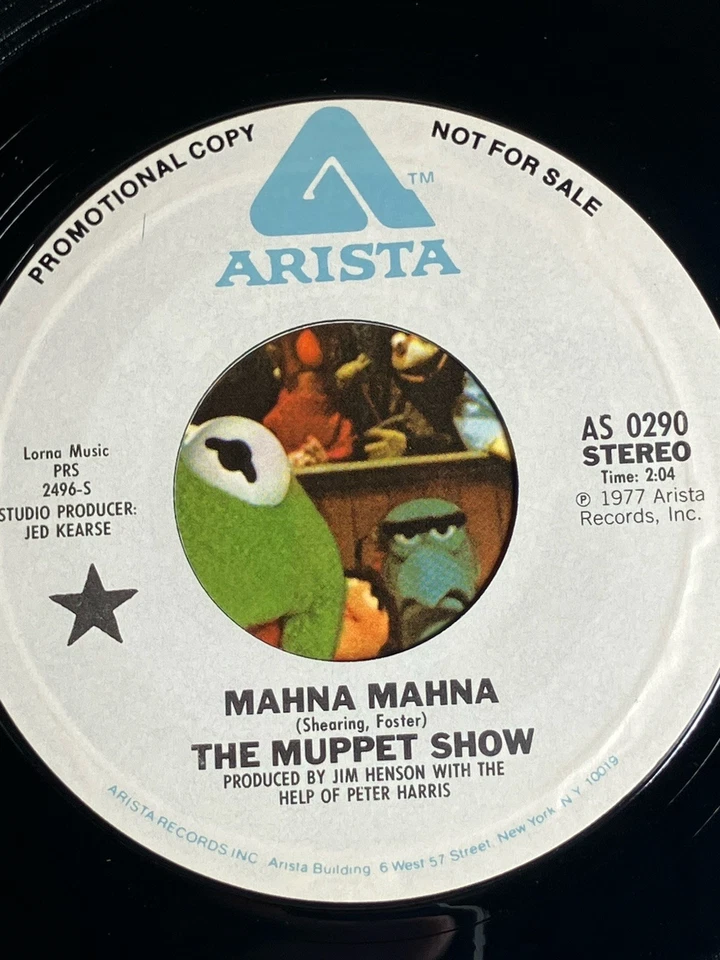 PROMOTIONAL COPY
NOT FOR SALE
TM
ARISTA
Lorna Music
PRS
2496-S
STUDIO PRODUCER:
JED KEARSE
AS 0290
STEREO
Time: 2:04
℗ 1977 Arista
Records, Inc.
MAHNA MAHNA
(Shearing, Foster)
THE MUPPET SHOW
PRODUCED BY JIM HENSON WITH THE
HELP OF PETER HARRIS
ARISTA RECORDS INC Arista Building 6 West 57 Street, New York N Y 10019